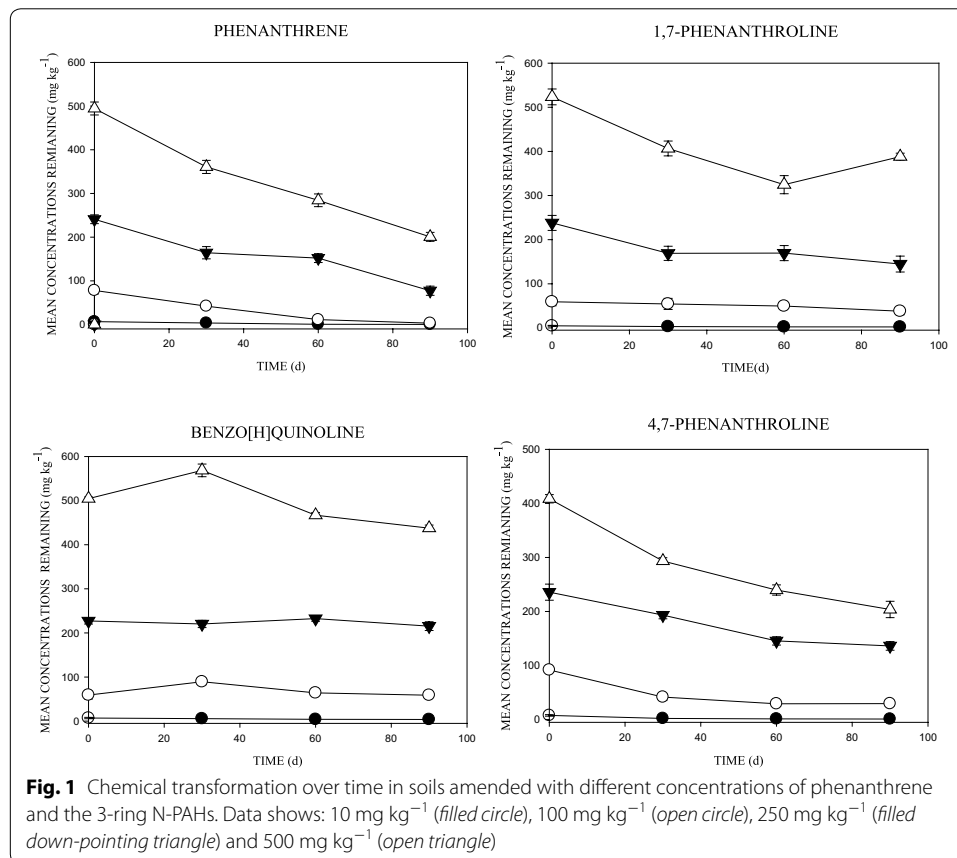 PHENANTHRENE
MEAN CONCENTRATIONS REMIANING (mg kg⁻¹)
600
500
400
300
200
100
0
0 20 40 60 80 100
TIME (d)
1,7-PHENANTHROLINE
MEAN CONCENTRATIONS REMAINING (mg kg⁻¹)
600
500
400
300
200
100
0
0 20 40 60 80 100
TIME(d)
BENZO[H]QUINOLINE
MEAN CONCENTRATIONS REMAINING (mg kg⁻¹)
600
500
400
300
200
100
0
0 20 40 60 80 100
TIME (d)
4,7-PHENANTHROLINE
MEAN CONCENTRATIONS REMIANING (mg kg⁻¹)
500
400
300
200
100
0
0 20 40 60 80 100
TIME (d)
Fig. 1 Chemical transformation over time in soils amended with different concentrations of phenanthrene
and the 3-ring N-PAHs. Data shows: 10 mg kg⁻¹ (filled circle), 100 mg kg⁻¹ (open circle), 250 mg kg⁻¹ (filled
down-pointing triangle) and 500 mg kg⁻¹ (open triangle)